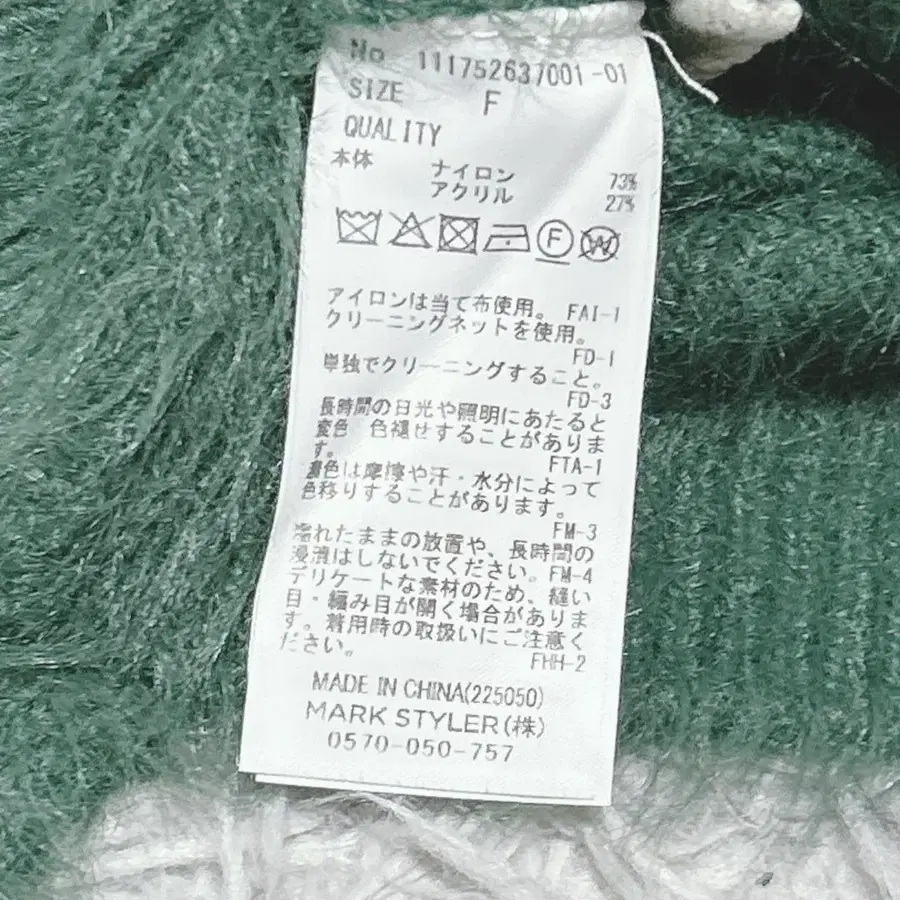 No 111752637001-01
SIZE F
QUALITY
本体 ナイロン 73%
アクリル 27%
F W
アイロンは当て布使用。 FAI-1
クリーニングネットを使用。
FD-1
単独でクリーニングすること。
FD-3
長時間の日光や照明にあたると
変色 色褪せすることがありま
す。 FTA-1
濃色は摩擦や汗・水分によって
色移りすることがあります。
FM-3
濡れたままの放置や、長時間の
浸漬はしないでください。FM-4
デリケートな素材のため、縫い
目・編み目が開く場合がありま
す。着用時の取扱いにご注意く
ださい。 FHH-2
MADE IN CHINA(225050)
MARK STYLER(株)
0570-050-757